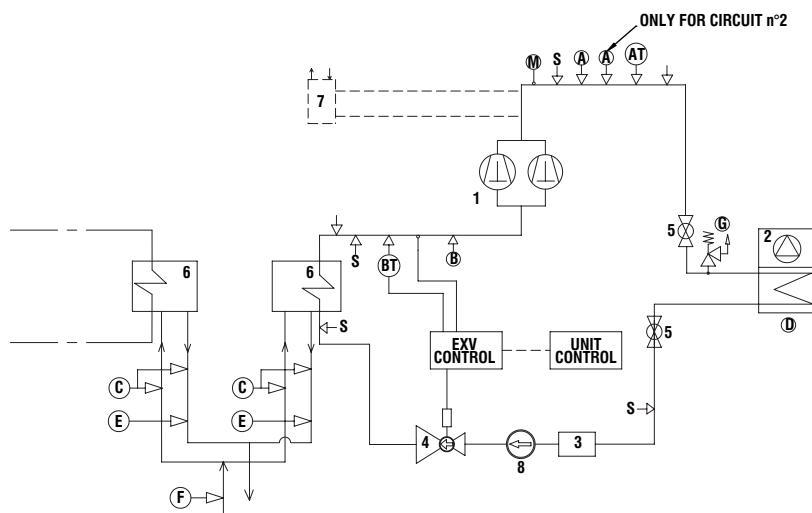 ONLY FOR CIRCUIT n°2
M S A A AT
7
1
5 G 2
6 6 S BT B
D
S EXV CONTROL UNIT CONTROL 5
C C
S
E E 4 8 3
F